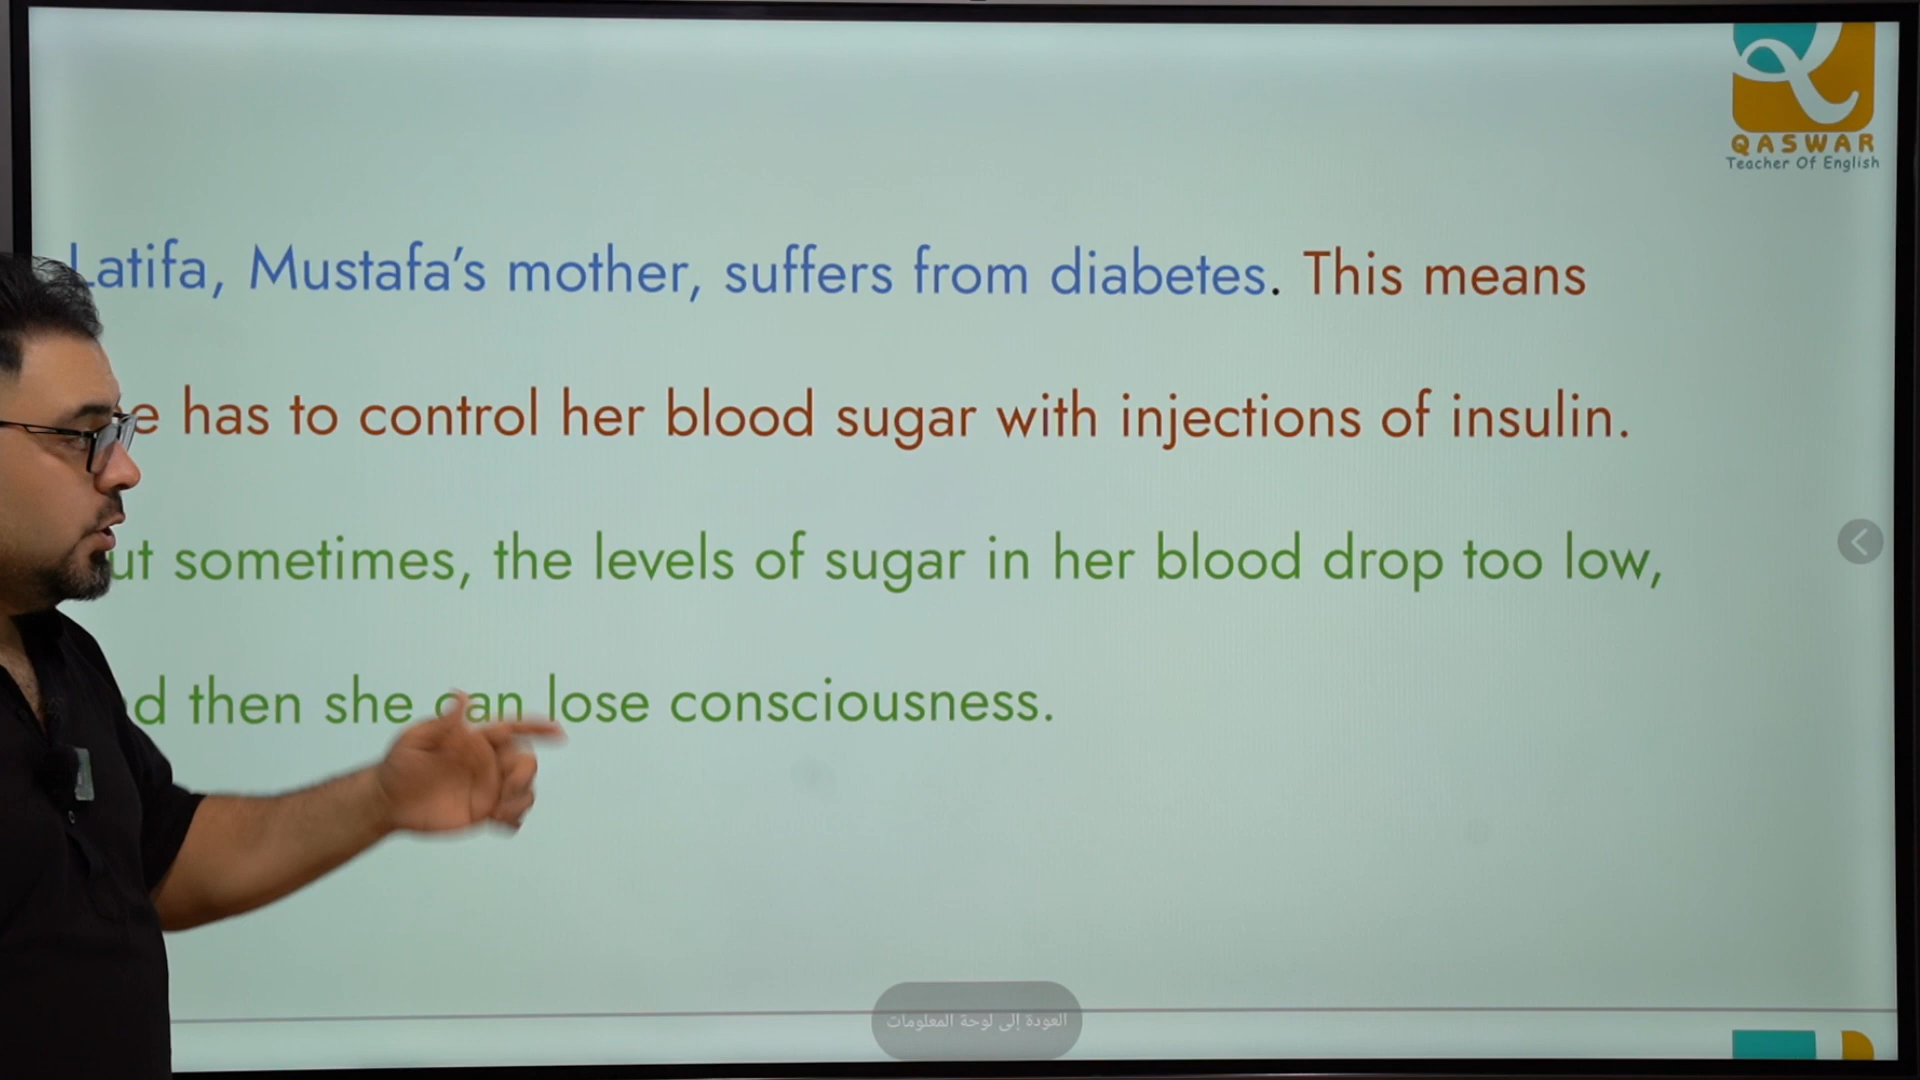 QASWAR
Teacher Of English
Latifa, Mustafa's mother, suffers from diabetes. This means
has to control her blood sugar with injections of insulin.
sometimes, the levels of sugar in her blood drop too low,
then she can lose consciousness.
العودة إلى لوحة المعلومات